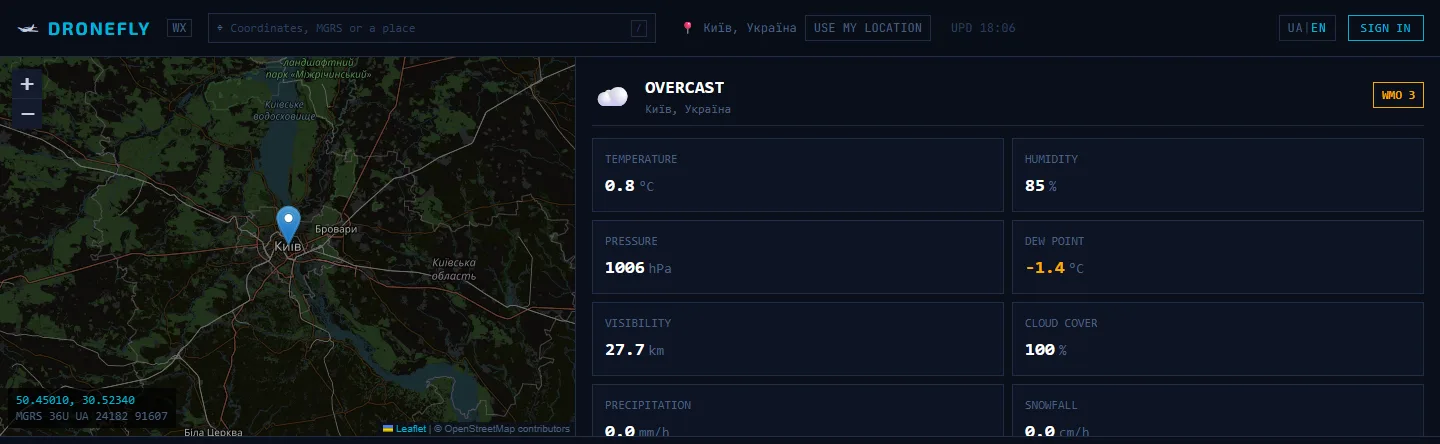 DRONEFLY WX
⌖ Coordinates, MGRS or a place /
📍 Київ, Україна USE MY LOCATION UPD 18:06
UA|EN SIGN IN
+
−
ландшафтний
парк «Міжрічинський»
Київське
водосховище
Бровари
Київ
Київська
область
Біла Церква
50.45010, 30.52340
MGRS 36U UA 24182 91607
Leaflet | © OpenStreetMap contributors
OVERCAST
Київ, Україна
WMO 3
TEMPERATURE
0.8 °C
HUMIDITY
85 %
PRESSURE
1006 hPa
DEW POINT
-1.4 °C
VISIBILITY
27.7 km
CLOUD COVER
100 %
PRECIPITATION
0.0 mm/h
SNOWFALL
0.0 cm/h